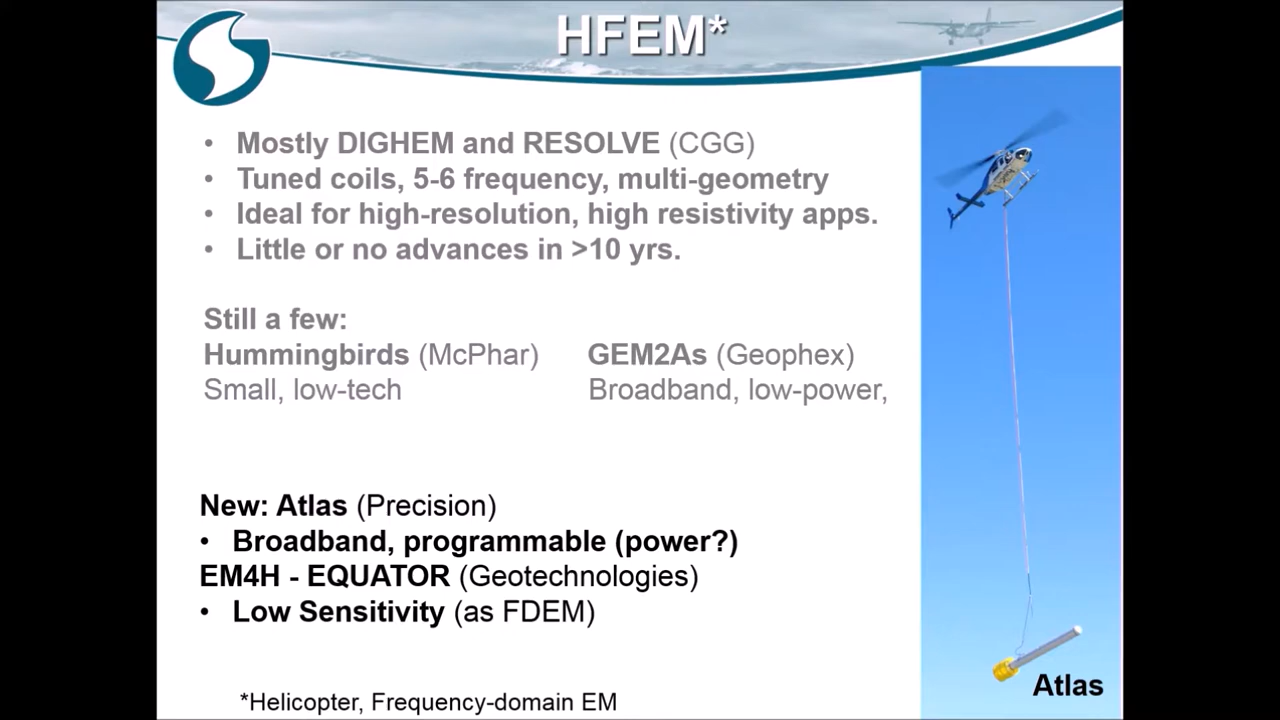 HFEM*
• Mostly DIGHEM and RESOLVE (CGG)
• Tuned coils, 5-6 frequency, multi-geometry
• Ideal for high-resolution, high resistivity apps.
• Little or no advances in >10 yrs.
Still a few:
Hummingbirds (McPhar)
Small, low-tech
GEM2As (Geophex)
Broadband, low-power,
New: Atlas (Precision)
• Broadband, programmable (power?)
EM4H - EQUATOR (Geotechnologies)
• Low Sensitivity (as FDEM)
*Helicopter, Frequency-domain EM
Atlas